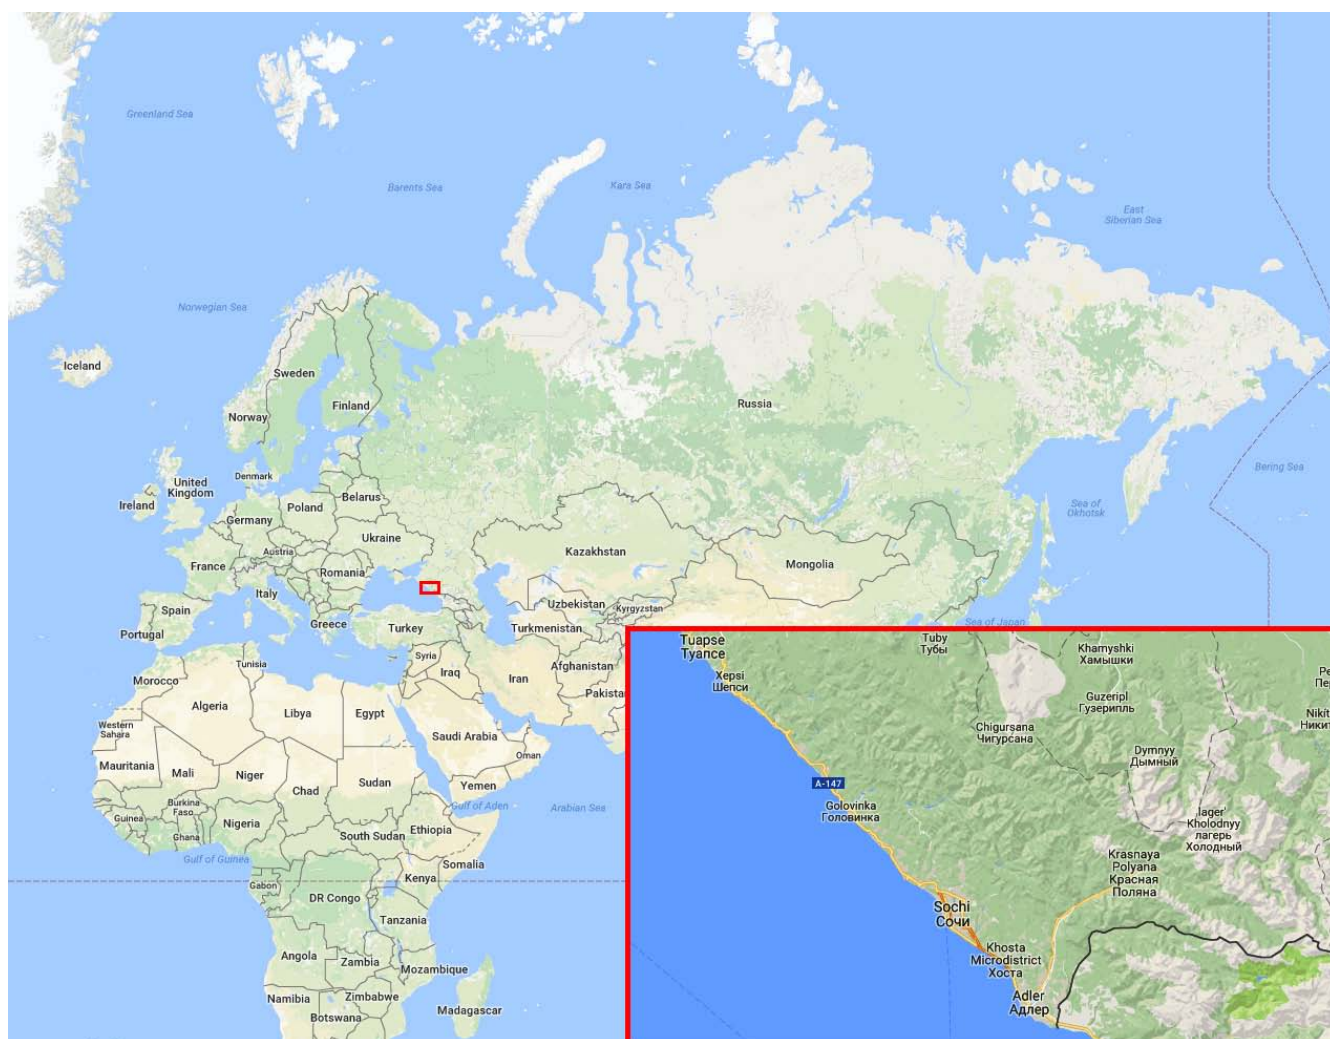 Greenland Sea
Barents Sea
Kara Sea
East
Siberian Sea
Norwegian Sea
Iceland
Sweden
Finland
Norway
Russia
Bering Sea
Sea of
Okhotsk
United
Kingdom
Denmark
Ireland
Belarus
Poland
Germany
Ukraine
Austria
France
Romania
Kazakhstan
Mongolia
Italy
Spain
Uzbekistan
Kyrgyzstan
Greece
Turkey
Turkmenistan
Sea of Japan
Portugal
Syria
Tunisia
Afghanistan
Iraq
Iran
Morocco
Pakista
Algeria
Libya
Egypt
Western
Sahara
Saudi Arabia
Oman
Mauritania
Mali
Niger
Chad
Sudan
Yemen
Gulf of Aden
Arabian Sea
Burkina
Faso
Guinea
Nigeria
Ghana
South Sudan
Ethiopia
Gulf of Guinea
Somalia
Kenya
Gabon
DR Congo
Tanzania
Angola
Zambia
Mozambique
Namibia
Zimbabwe
Botswana
Madagascar
Tuapse
Туапсе
Tuby
Тубы
Khamyshki
Хамышки
Xepsi
Шепси
Pe
Пе
Guzeripl
Гузерипль
Nikit
Никит
Chigursana
Чигурсана
Dymnyy
Дымный
A-147
Golovinka
Головинка
lager'
Kholodnyy
лагерь
Холодный
Krasnaya
Polyana
Красная
Поляна
Sochi
Сочи
Khosta
Microdistrict
Хоста
Adler
Адлер